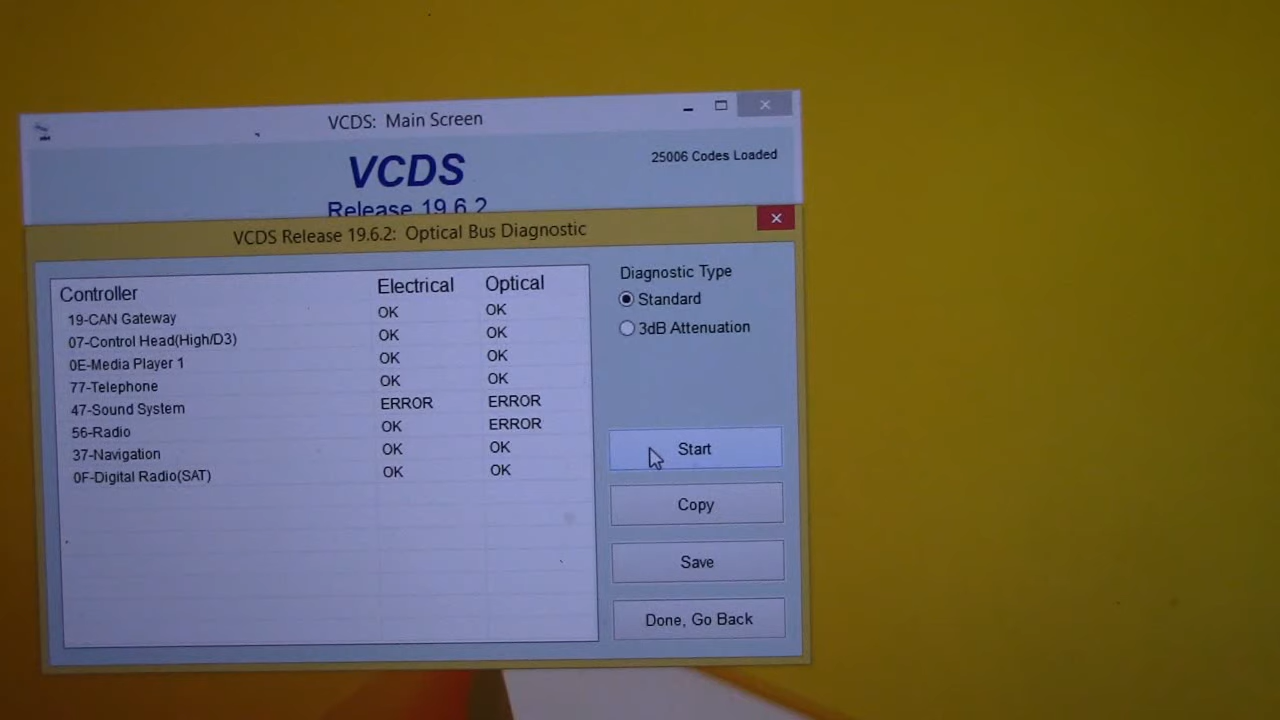 VCDS: Main Screen
VCDS
25006 Codes Loaded
Release 19.6.2
VCDS Release 19.6.2: Optical Bus Diagnostic
Controller Electrical Optical
19-CAN Gateway OK OK
07-Control Head(High/D3) OK OK
0E-Media Player 1 OK OK
77-Telephone OK OK
47-Sound System ERROR ERROR
56-Radio OK ERROR
37-Navigation OK OK
0F-Digital Radio(SAT) OK OK
Diagnostic Type
Standard
3dB Attenuation
Start
Copy
Save
Done, Go Back